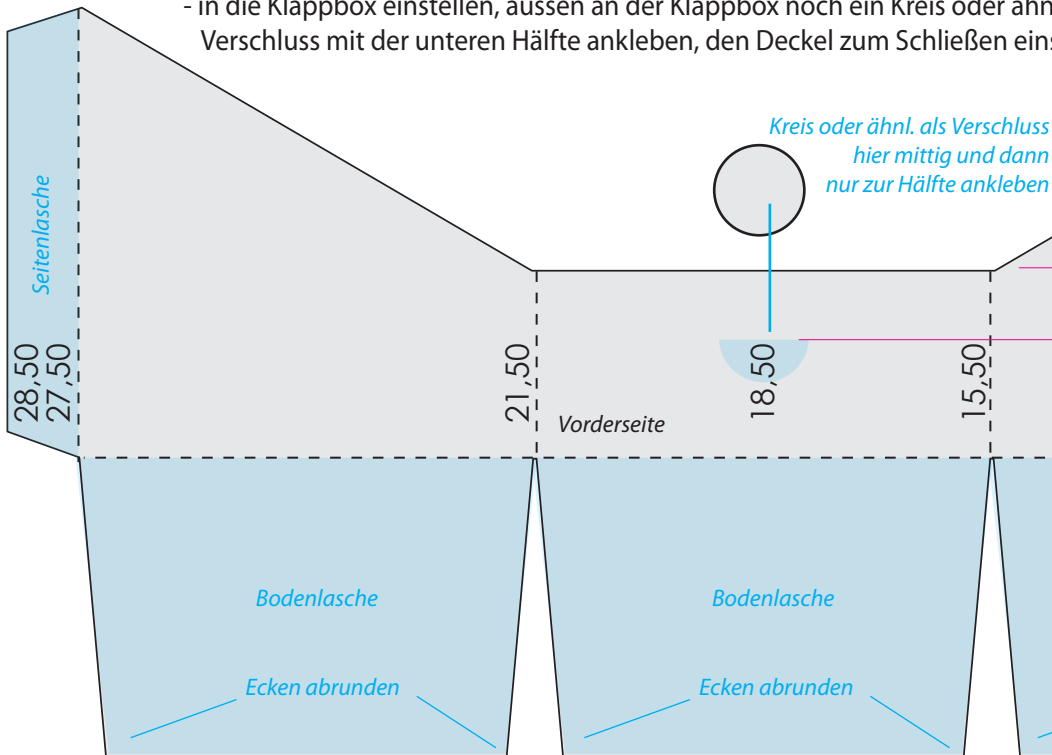 - in die Klappbox einstellen, aussen an der Klappbox noch ein Kreis oder
Verschluss mit der unteren Hälfte ankleben, den Deckel zum Schließen
Kreis oder ähnl. als Verschluss
hier mittig und dann
nur zur Hälfte ankleben
Seitenlasche
28,50
27,50
21,50
18,50
15,50
Vorderseite
Bodenlasche
Bodenlasche
Ecken abrunden
Ecken abrunden